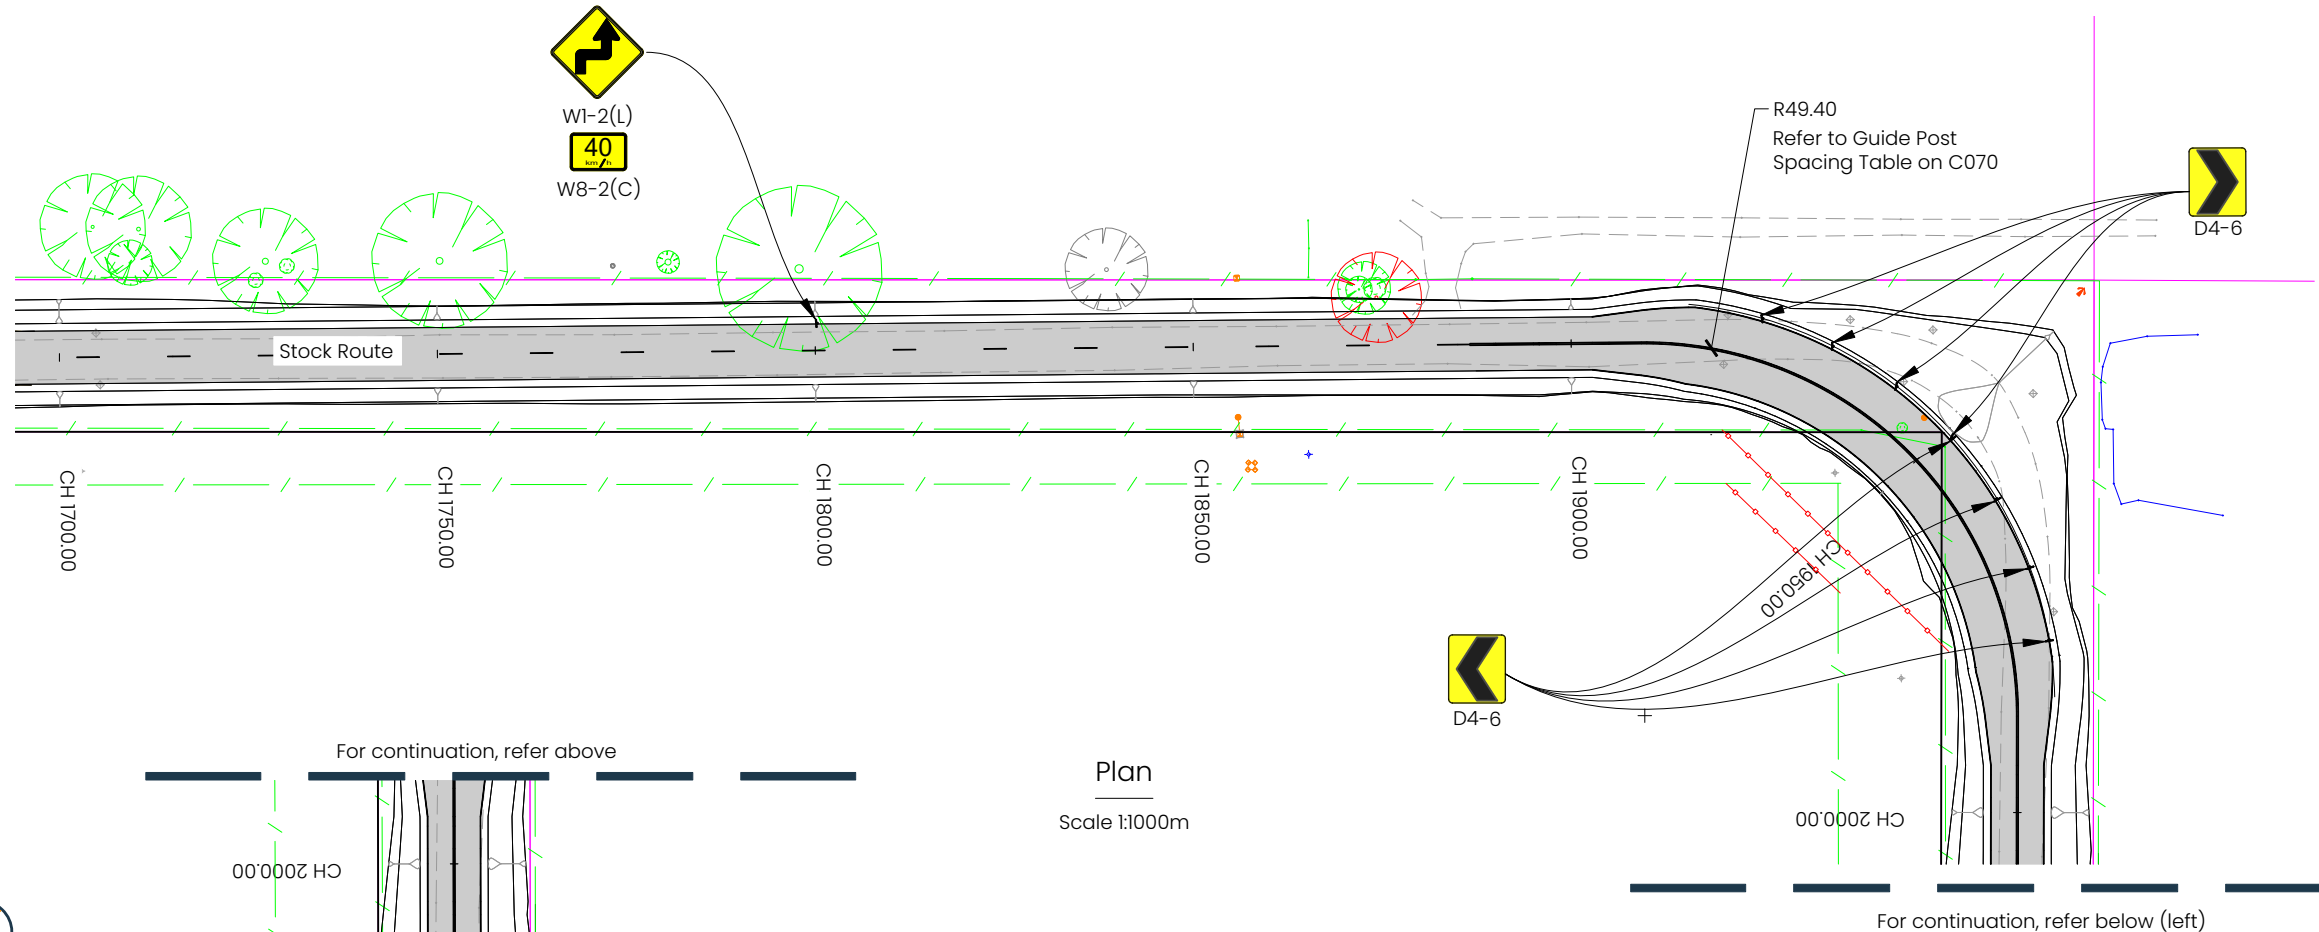 W1-2(L)
40
km/h
W8-2(C)
R49.40
Refer to Guide Post
Spacing Table on C070
D4-6
Stock Route
CH 1700.00
CH 1750.00
CH 1800.00
CH 1850.00
CH 1900.00
CH 1950.00
D4-6
For continuation, refer above
Plan
Scale 1:1000m
CH 2000.00
CH 2000.00
For continuation, refer below (left)